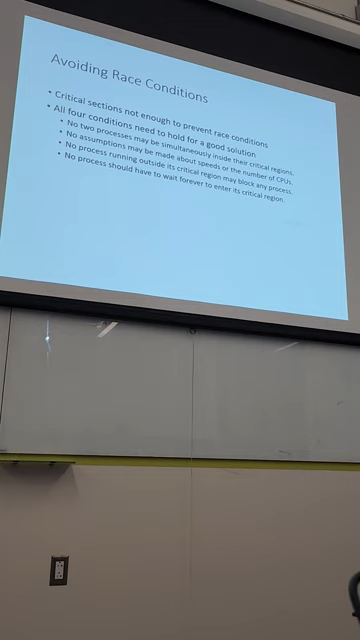 Avoiding Race Conditions
• Critical sections not enough to prevent race conditions
• All four conditions need to hold for a good solution
• No two processes may be simultaneously inside their critical regions.
• No assumptions may be made about speeds or the number of CPUs.
• No process running outside its critical region may block any process.
• No process should have to wait forever to enter its critical region.